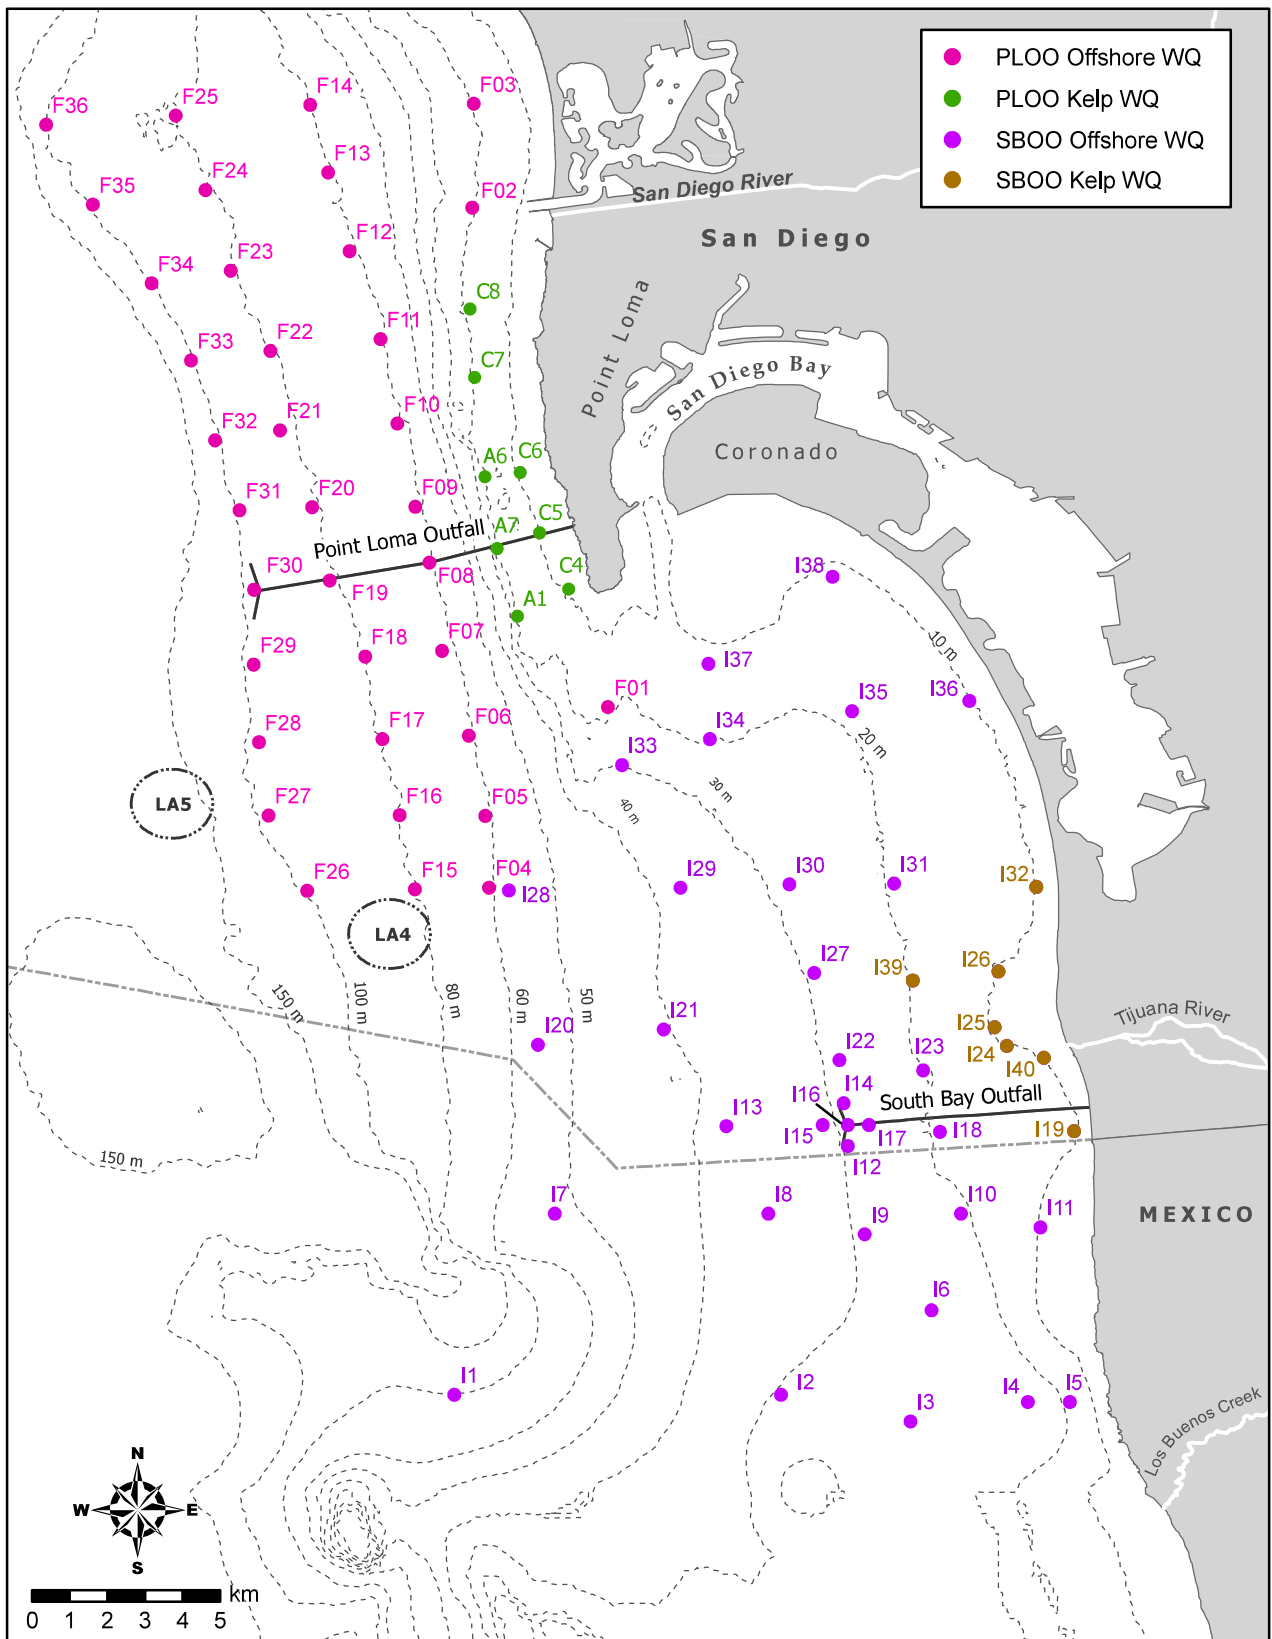 PLOO Offshore WQ
PLOO Kelp WQ
SBOO Offshore WQ
SBOO Kelp WQ
F36
F25
F14
F03
F35
F24
F13
F02
San Diego River
San Diego
F34
F23
F12
C8
Point Loma
F33
F22
F11
C7
San Diego Bay
F32
F21
F10
A6
C6
Coronado
F31
F20
F09
A7
C5
Point Loma Outfall
F30
F19
F08
C4
A1
I38
F29
F18
F07
I37
10 m
F01
I35
I36
F28
F17
F06
I34
I33
20 m
30 m
40 m
LA5
F27
F16
F05
F26
F15
F04
I28
I29
I30
I31
I32
LA4
I27
I39
I26
150 m
100 m
80 m
60 m
50 m
I20
I21
I25
I24
I40
Tijuana River
I22
I23
I14
I16
South Bay Outfall
I13
I15
I17
I18
I19
I12
150 m
I7
I8
I9
I10
I11
MEXICO
I6
I1
I2
I3
I4
I5
Los Buenos Creek
N
W
E
S
km
0 1 2 3 4 5